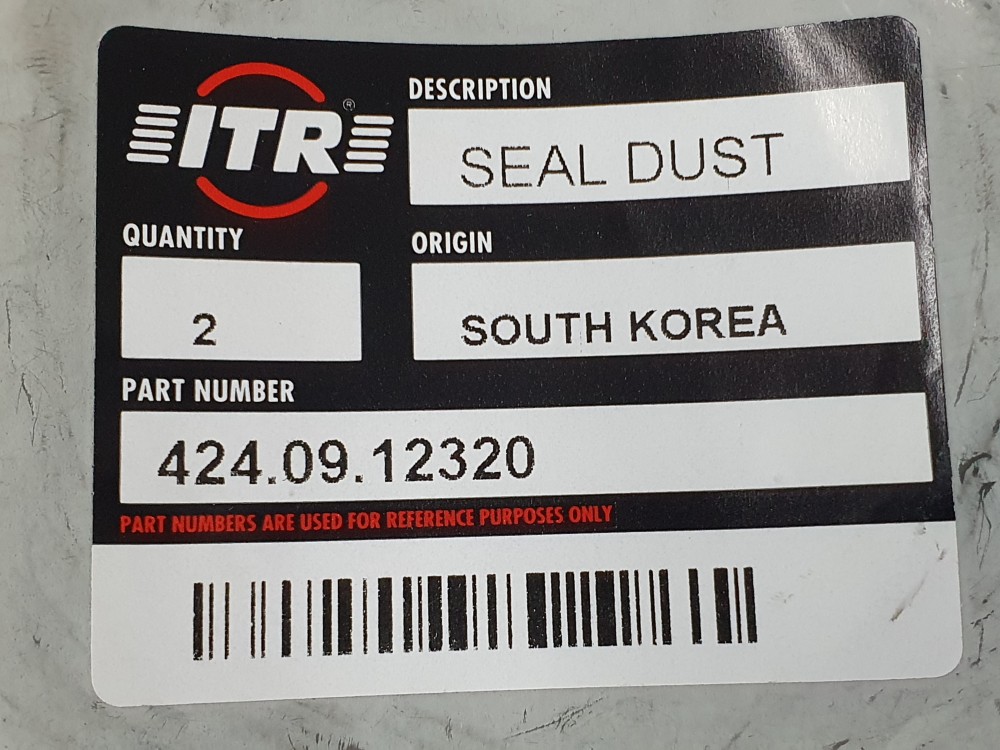 ITR®
DESCRIPTION
SEAL DUST
QUANTITY
2
ORIGIN
SOUTH KOREA
PART NUMBER
424.09.12320
PART NUMBERS ARE USED FOR REFERENCE PURPOSES ONLY